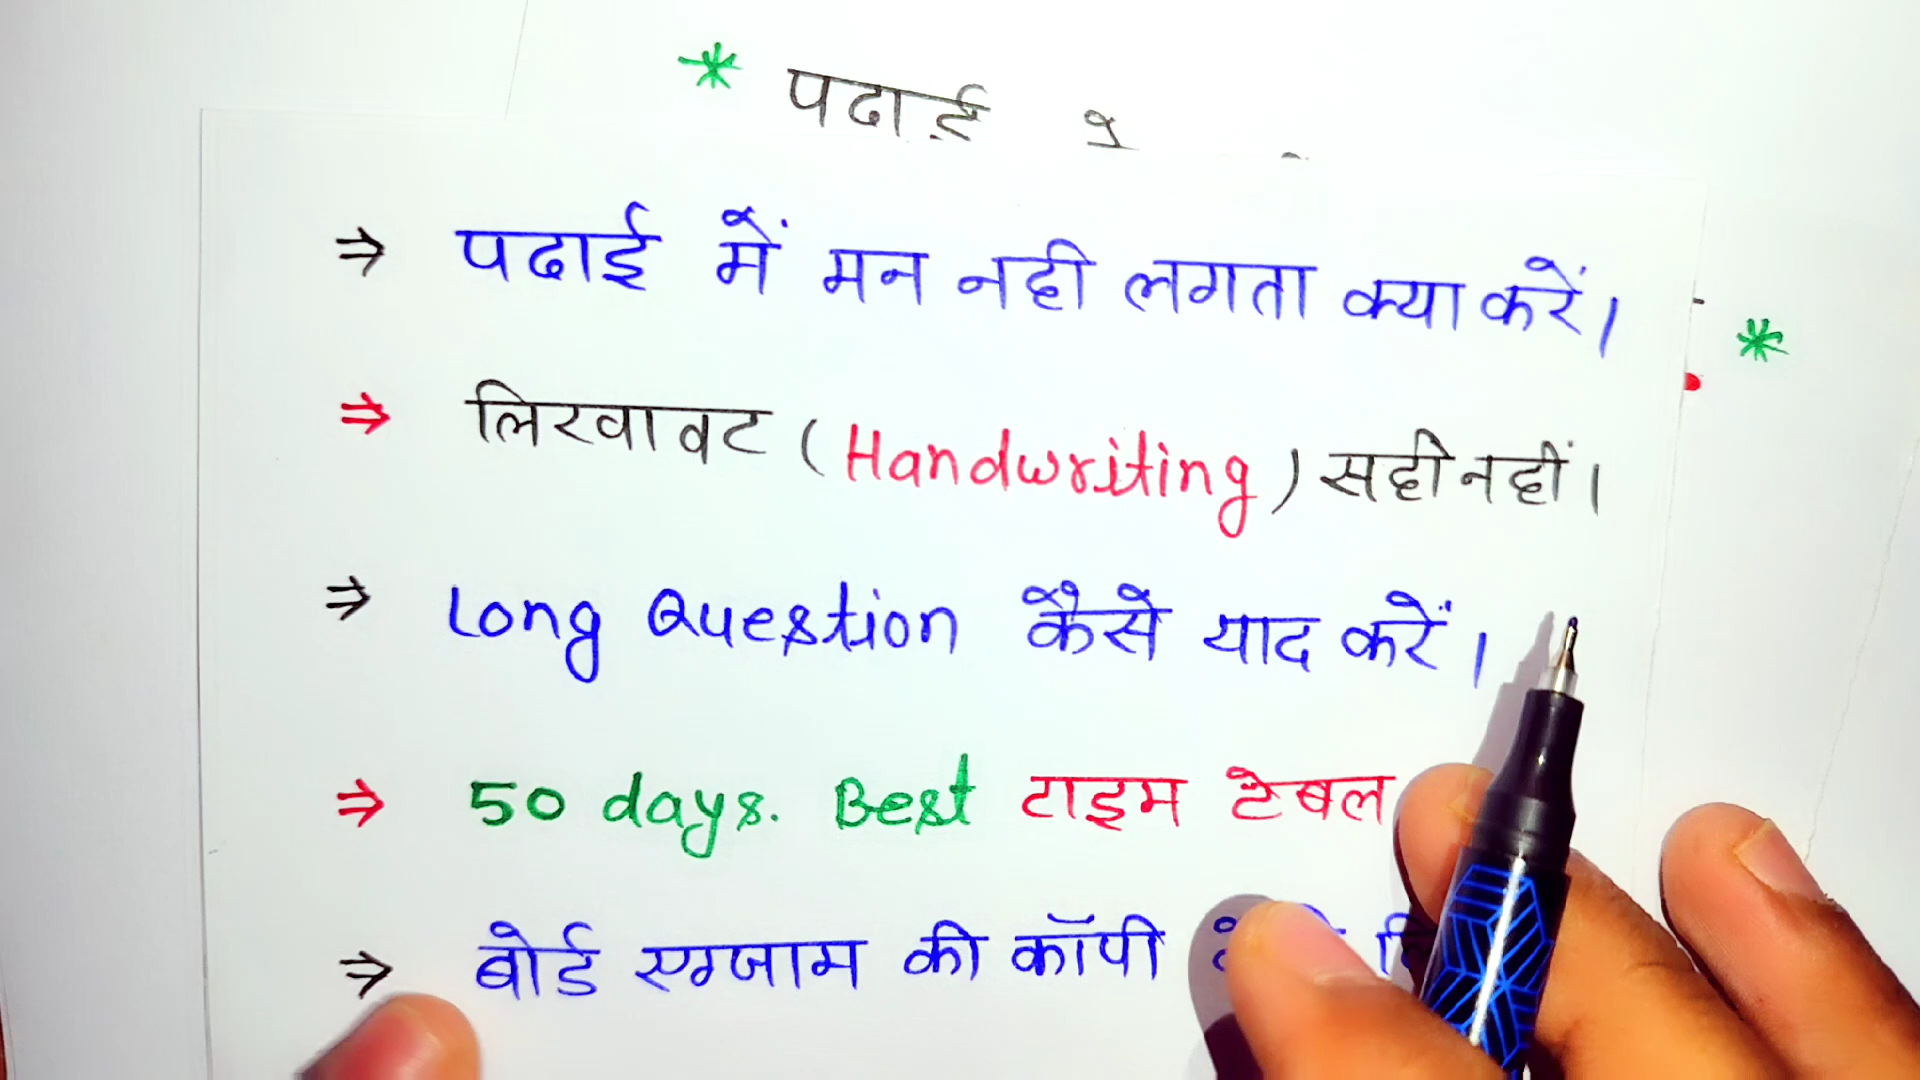 * पढाई
⇒ पढाई में मन नही लगता क्या करें।
*
⇒ लिखावट (Handwriting) सही नहीं।
⇒ Long Question कैसे याद करें।
⇒ 50 days. Best टाइम टेबल
⇒ बोर्ड एग्जाम की कॉपी